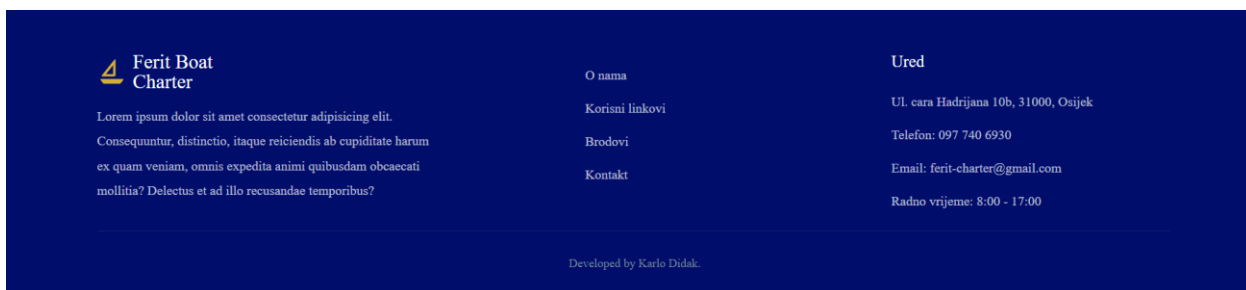 Ferit Boat
Charter
Lorem ipsum dolor sit amet consectetur adipisicing elit.
Consequuntur, distinctio, itaque reiciendis ab cupiditate harum
ex quam veniam, omnis expedita animi quibusdam obcaecati
mollitia? Delectus et ad illo recusandae temporibus?
O nama
Korisni linkovi
Brodovi
Kontakt
Ured
Ul. cara Hadrijana 10b, 31000, Osijek
Telefon: 097 740 6930
Email: ferit-charter@gmail.com
Radno vrijeme: 8:00 - 17:00
Developed by Karlo Didak.